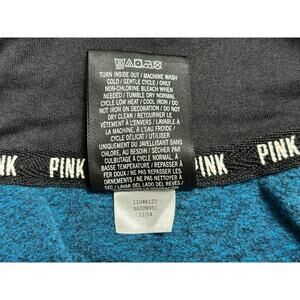 TURN INSIDE OUT / MACHINE WASH
COLD / GENTLE CYCLE / ONLY
NON-CHLORINE BLEACH WHEN
NEEDED / TUMBLE DRY NORMAL
CYCLE LOW HEAT / COOL IRON / DO
NOT IRON ON DECORATION / DO NOT
DRY CLEAN / RETOURNER LE
VÊTEMENT À L'ENVERS / LAVABLE À
LA MACHINE, À L'EAU FROIDE /
CYCLE DÉLICAT / UTILISER
UNIQUEMENT DU JAVELLISANT SANS
CHLORE, AU BESOIN / SÉCHER PAR
CULBUTAGE À CYCLE NORMAL, À
BASSE TEMPÉRATURE / REPASSER À
FER DOUX / NE PAS REPASSER LES
ORNEMENTS / NE PAS NETTOYER À
SEC / LAVAR DEL LADO DEL REVÉS /
PINK
INK
PINK
PINK
11046122
36009951
11/14